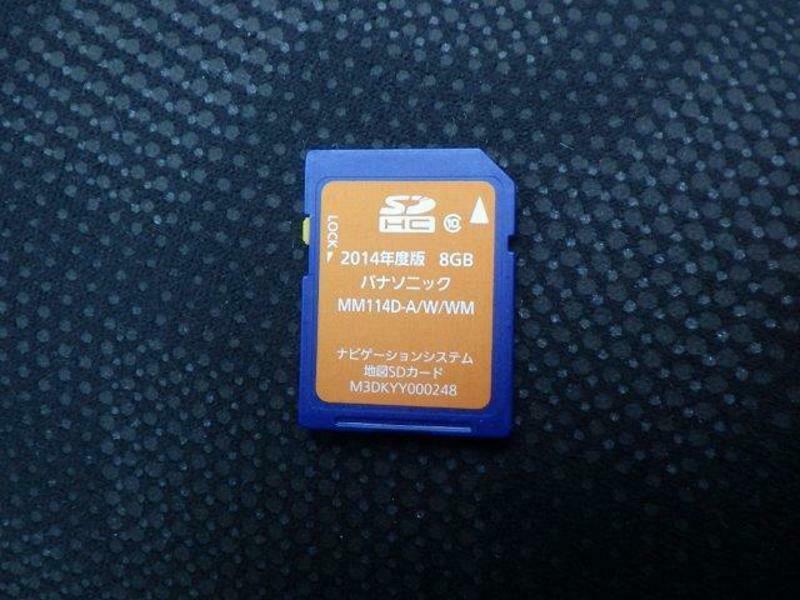 SD
HC 10
LOCK
2014年度版 8GB
パナソニック
MM114D-A/W/WM
ナビゲーションシステム
地図SDカード
M3DKYY000248